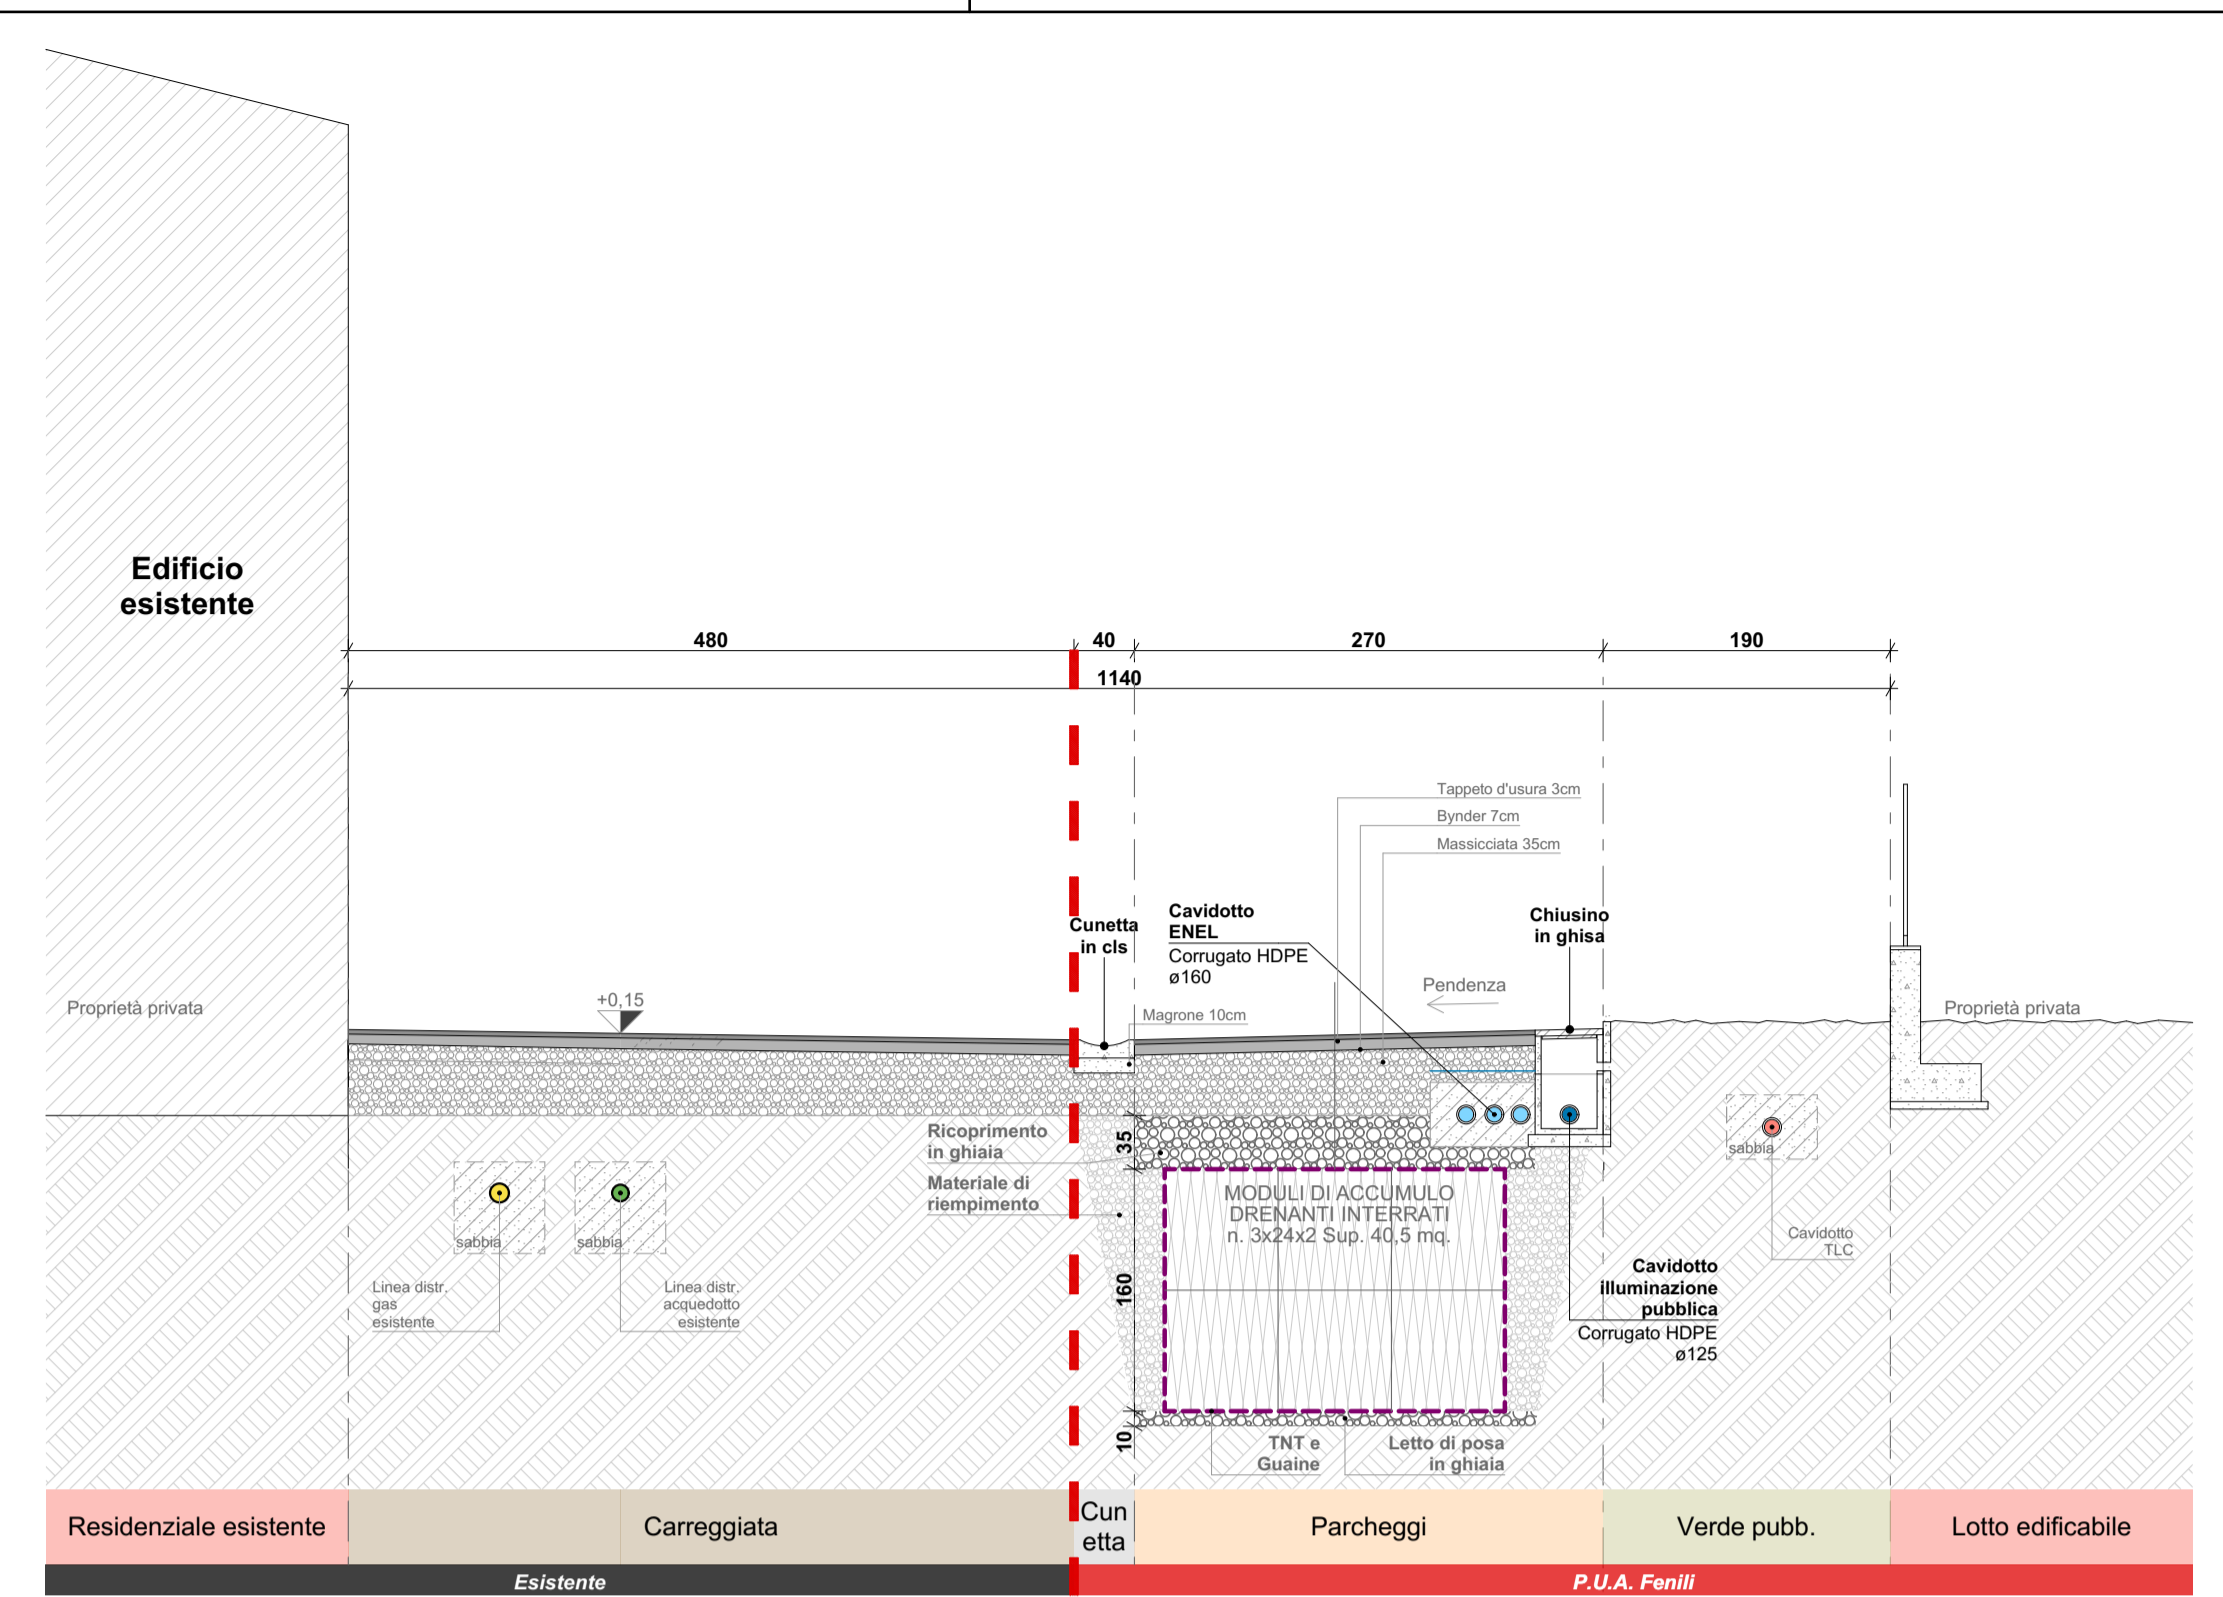 Edificio
esistente
480
40
270
190
1140
Tappeto d'usura 3cm
Bynder 7cm
Massicciata 35cm
Cavidotto
ENEL
Corrugato HDPE
ø160
Cunetta
in cls
Chiusino
in ghisa
Pendenza
Proprietà privata
+0,15
Magrone 10cm
Proprietà privata
Ricoprimento
in ghiaia
35
Materiale di
riempimento
MODULI DI ACCUMULO
DRENANTI INTERRATI
n. 3x24x2 Sup. 40,5 mq.
sabbia
sabbia
sabbia
Cavidotto
TLC
Linea distr.
gas
esistente
Linea distr.
acquedotto
esistente
160
Cavidotto
illuminazione
pubblica
Corrugato HDPE
ø125
10
TNT e
Guaine
Letto di posa
in ghiaia
Residenziale esistente
Carreggiata
Cun
etta
Parcheggi
Verde pubb.
Lotto edificabile
Esistente
P.U.A. Fenili